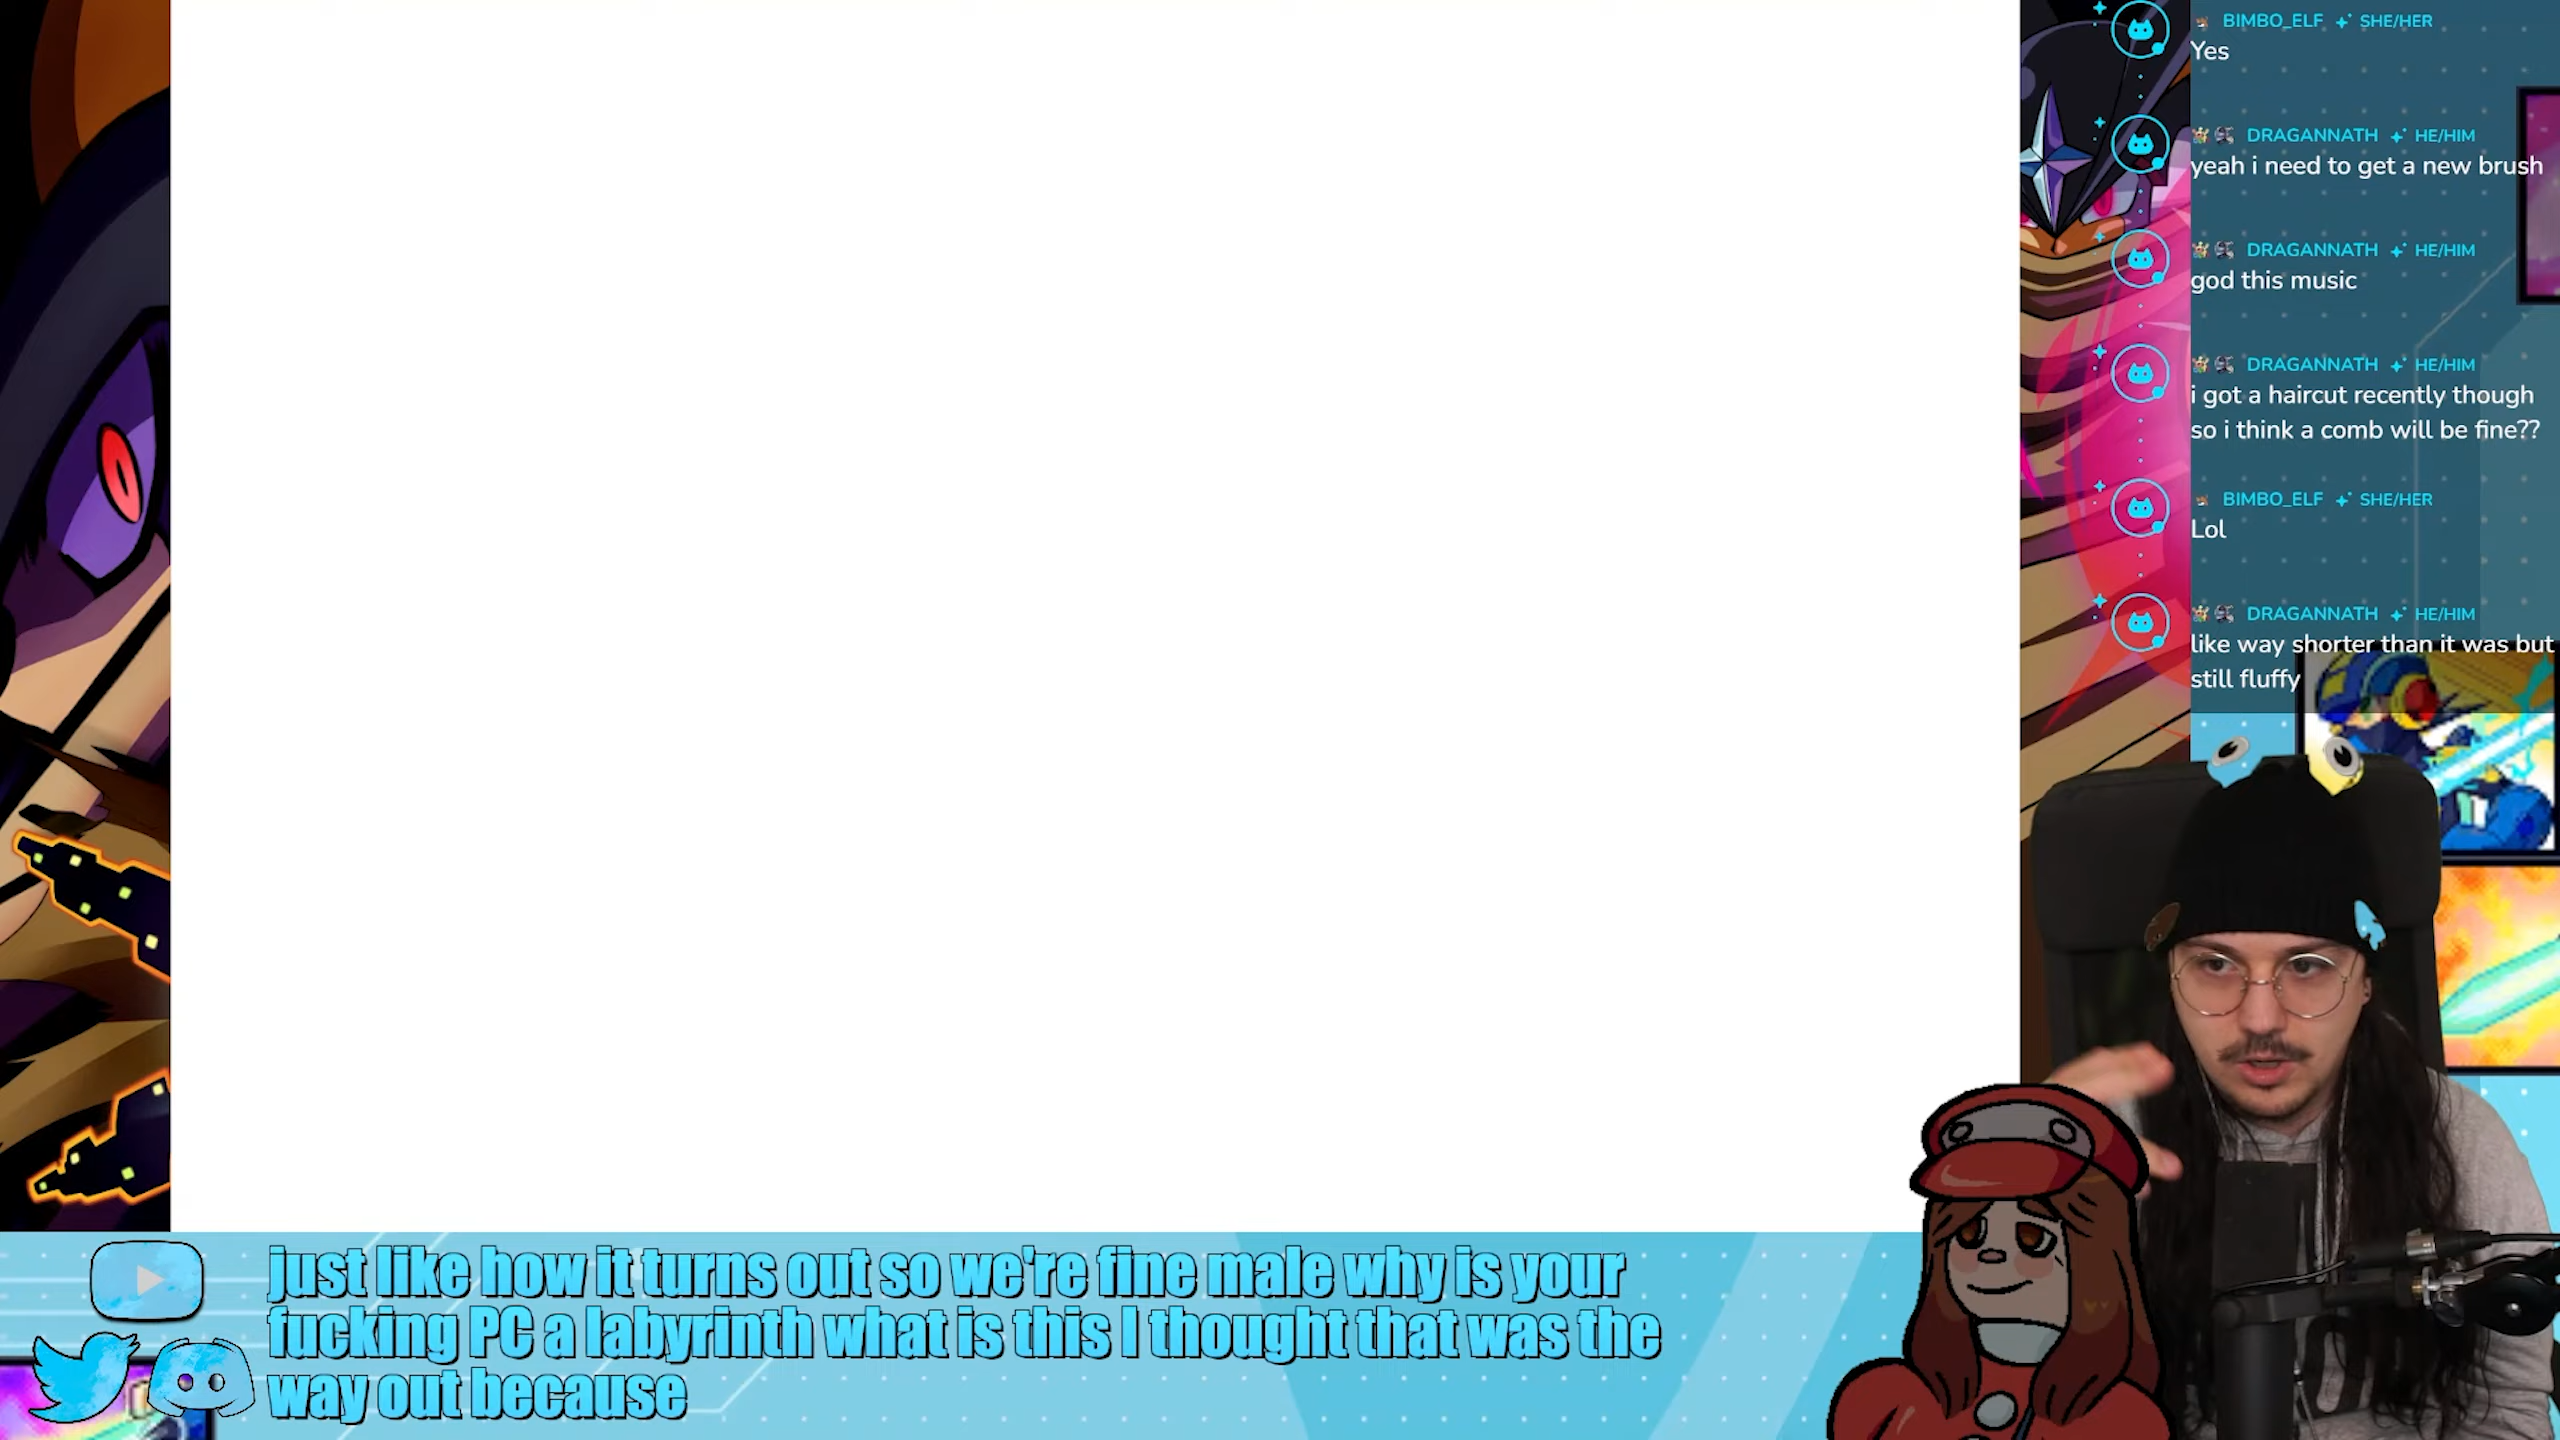 BIMBO_ELF SHE/HER
Yes
DRAGANNATH HE/HIM
yeah i need to get a new brush
DRAGANNATH HE/HIM
god this music
DRAGANNATH HE/HIM
i got a haircut recently though
so i think a comb will be fine??
BIMBO_ELF SHE/HER
Lol
DRAGANNATH HE/HIM
like way shorter than it was but
still fluffy
just like how it turns out so we're fine male why is your
fucking PC a labyrinth what is this I thought that was the
way out because